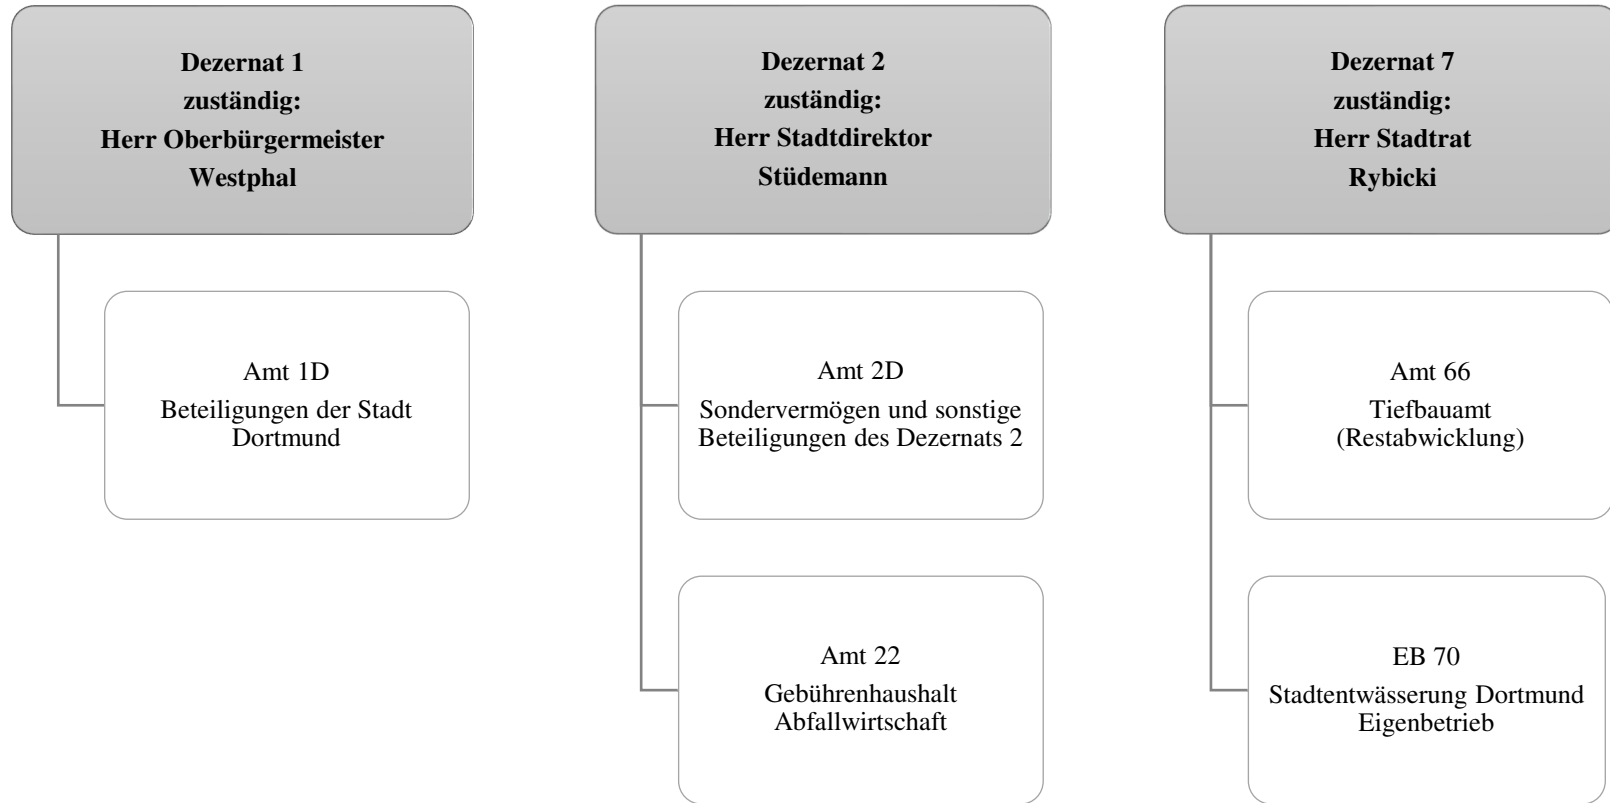 Dezernat 1
zuständig:
Herr Oberbürgermeister
Westphal
Amt 1D
Beteiligungen der Stadt
Dortmund
Dezernat 2
zuständig:
Herr Stadtdirektor
Stüdemann
Amt 2D
Sondervermögen und sonstige
Beteiligungen des Dezernats 2
Amt 22
Gebührenhaushalt
Abfallwirtschaft
Dezernat 7
zuständig:
Herr Stadtrat
Rybicki
Amt 66
Tiefbauamt
(Restabwicklung)
EB 70
Stadtentwässerung Dortmund
Eigenbetrieb